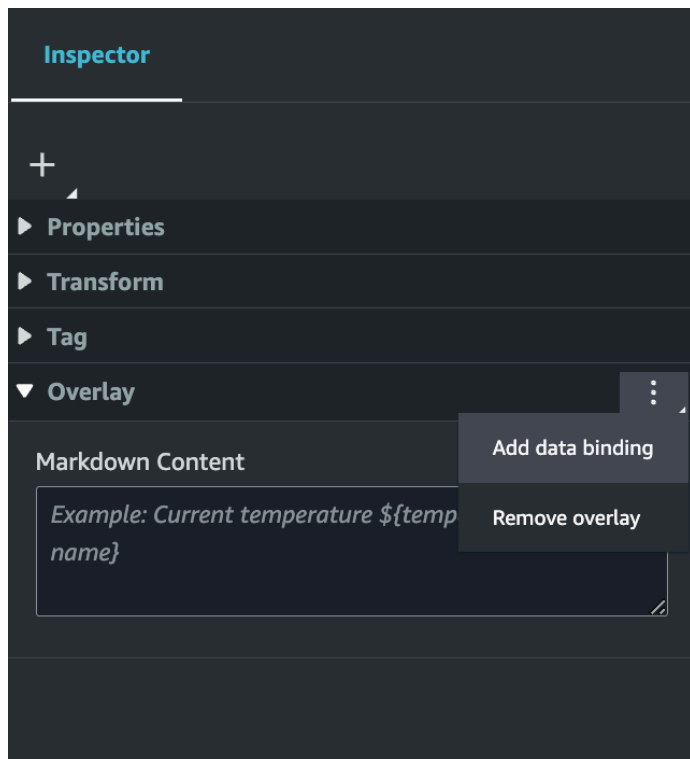 Inspector
Properties
Transform
Tag
Overlay
Add data binding
Markdown Content
Example: Current temperature ${temp
name}
Remove overlay